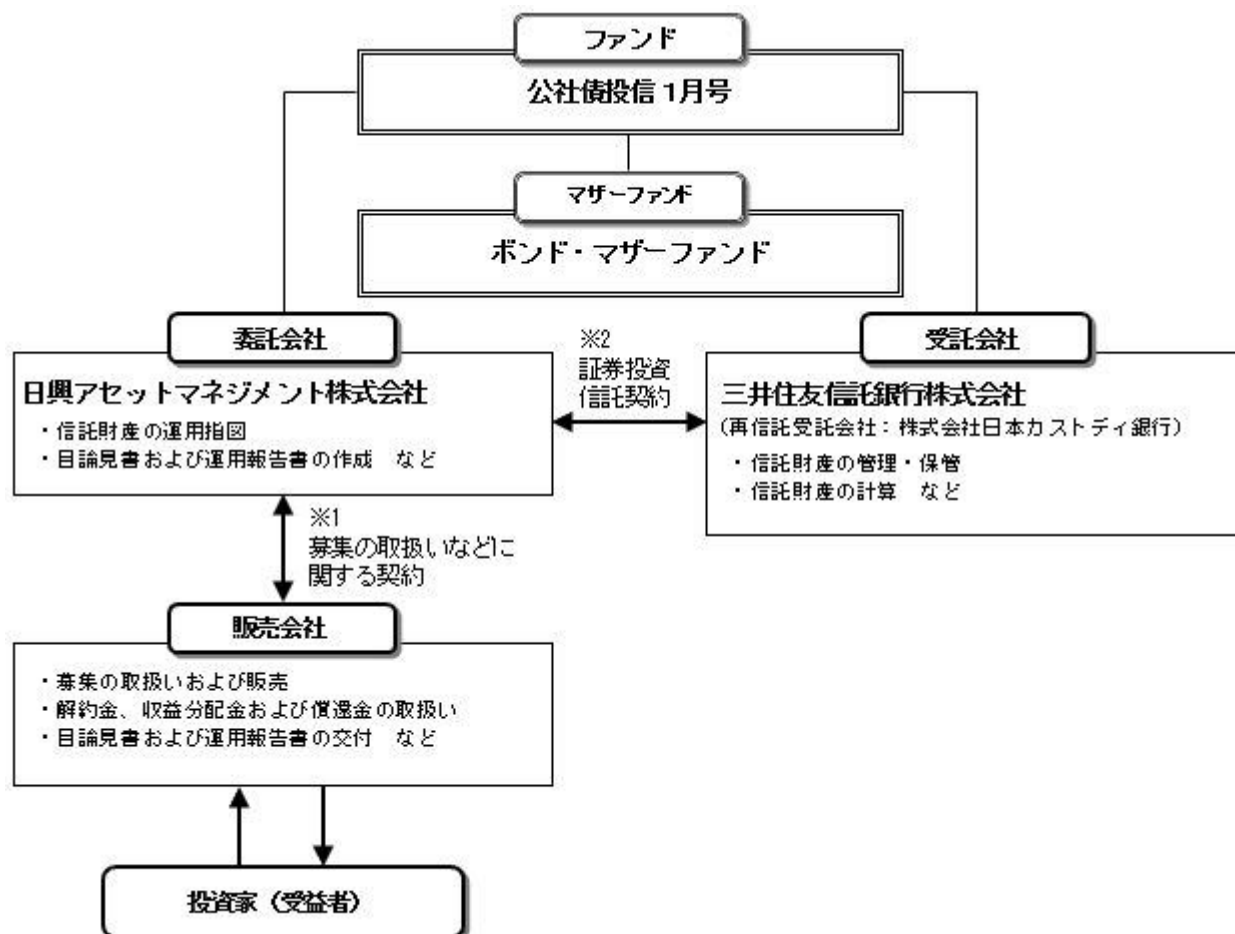 ファンド
公社債投信1月号
マザーファンド
ボンド・マザーファンド
委託会社
日興アセットマネジメント株式会社
・信託財産の運用指図
・目論見書および運用報告書の作成 など
※2
証券投資
信託契約
受託会社
三井住友信託銀行株式会社
(再信託受託会社:株式会社日本カストディ銀行)
・信託財産の管理・保管
・信託財産の計算 など
※1
募集の取扱いなどに
関する契約
販売会社
・募集の取扱いおよび販売
・解約金、収益分配金および償還金の取扱い
・目論見書および運用報告書の交付 など
投資家(受益者)